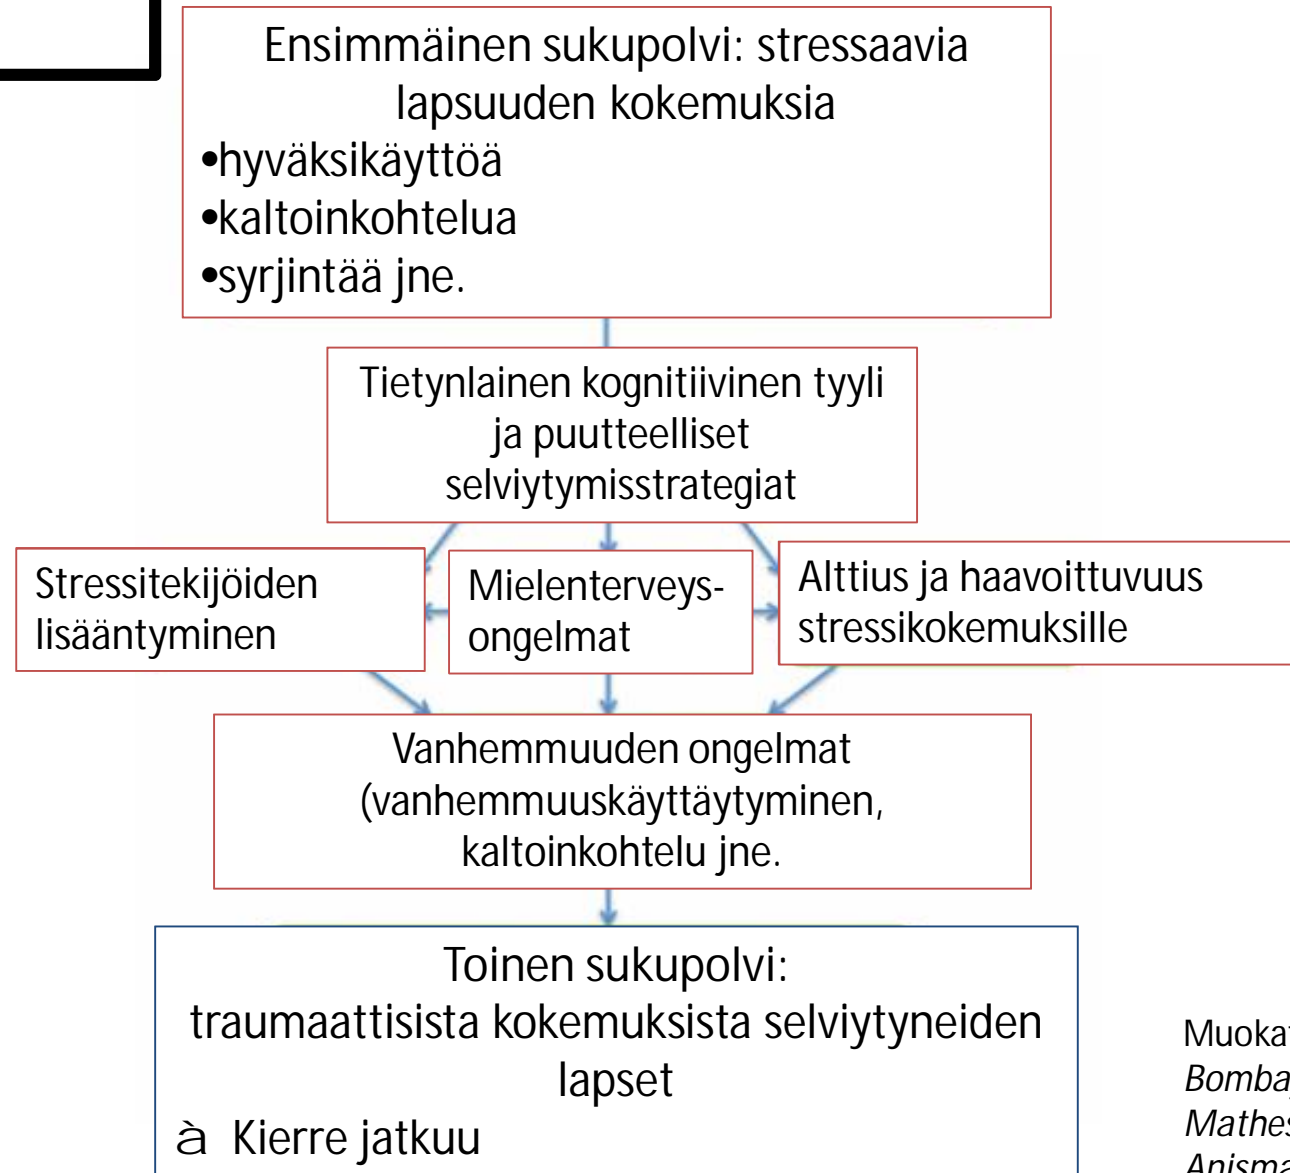 Ensimmäinen sukupolvi: stressaavia
lapsuuden kokemuksia
•hyväksikäyttöä
•kaltoinkohtelua
•syrjintää jne.
Tietynlainen kognitiivinen tyyli
ja puutteelliset
selviytymisstrategiat
Stressitekijöiden
lisääntyminen
Mielenterveys-
ongelmat
Alttius ja haavoittuvuus
stressikokemuksille
Vanhemmuuden ongelmat
(vanhemmuuskäyttäytyminen,
kaltoinkohtelu jne.
Toinen sukupolvi:
traumaattisista kokemuksista selviytyneiden
lapset
à Kierre jatkuu